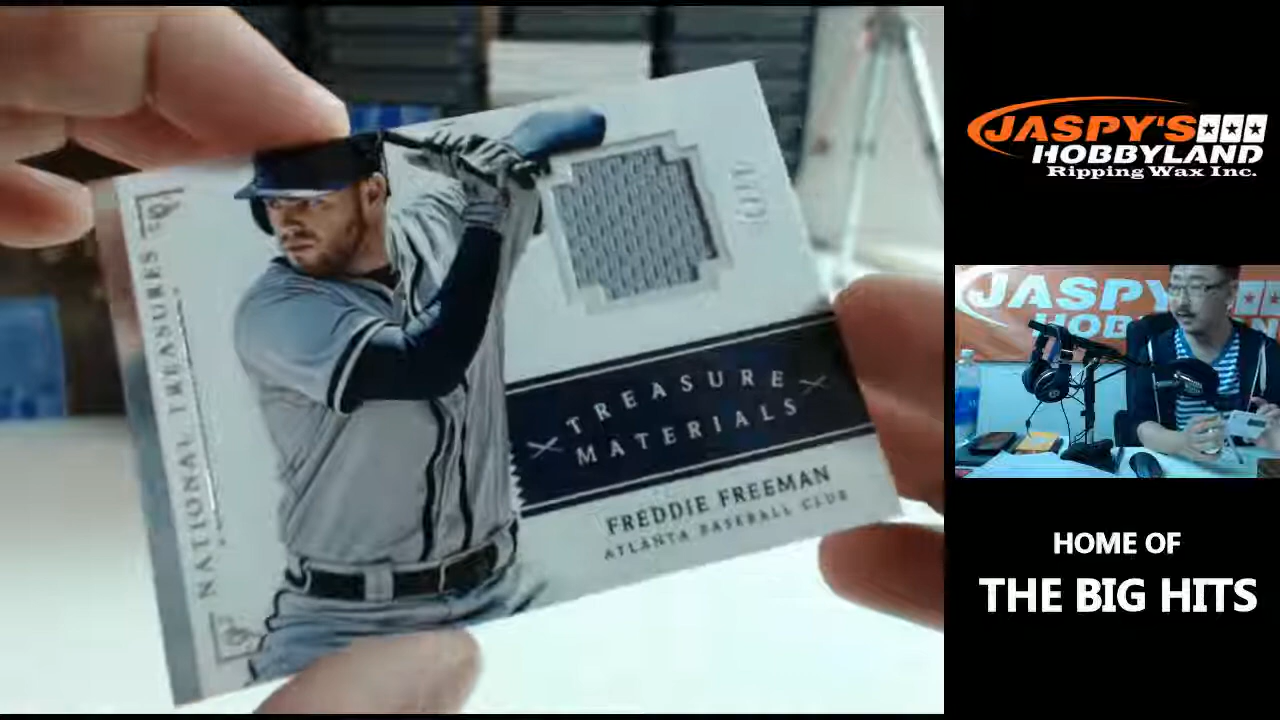 NATIONAL TREASURES
TREASURE
MATERIALS
FREDDIE FREEMAN
ATLANTA BASEBALL CLUB
JASPY'S
HOBBYLAND
Ripping Wax Inc.
JASPY
HOB
HOME OF
THE BIG HITS